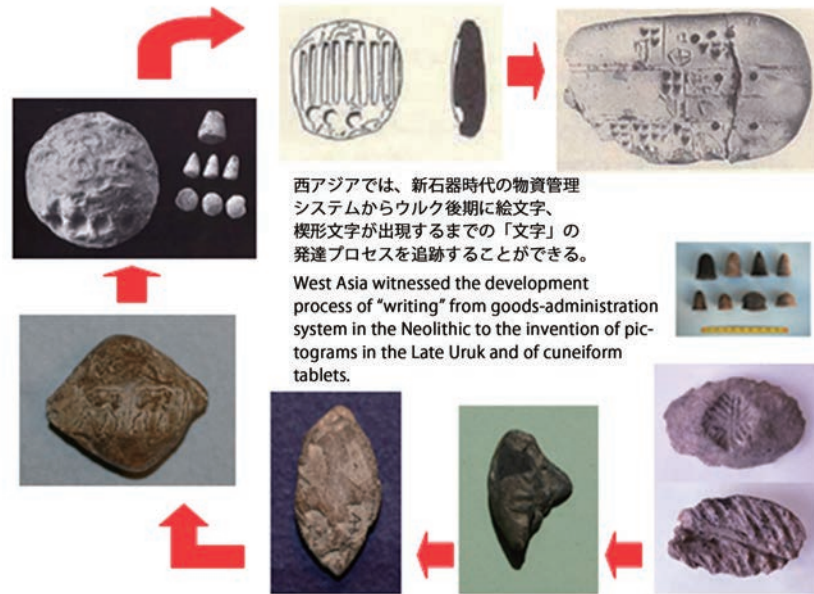 西アジアでは、新石器時代の物資管理
システムからウルク後期に絵文字、
楔形文字が出現するまでの「文字」の
発達プロセスを追跡することができる。
West Asia witnessed the development
process of “writing” from goods-administration
system in the Neolithic to the invention of pic-
tograms in the Late Uruk and of cuneiform
tablets.